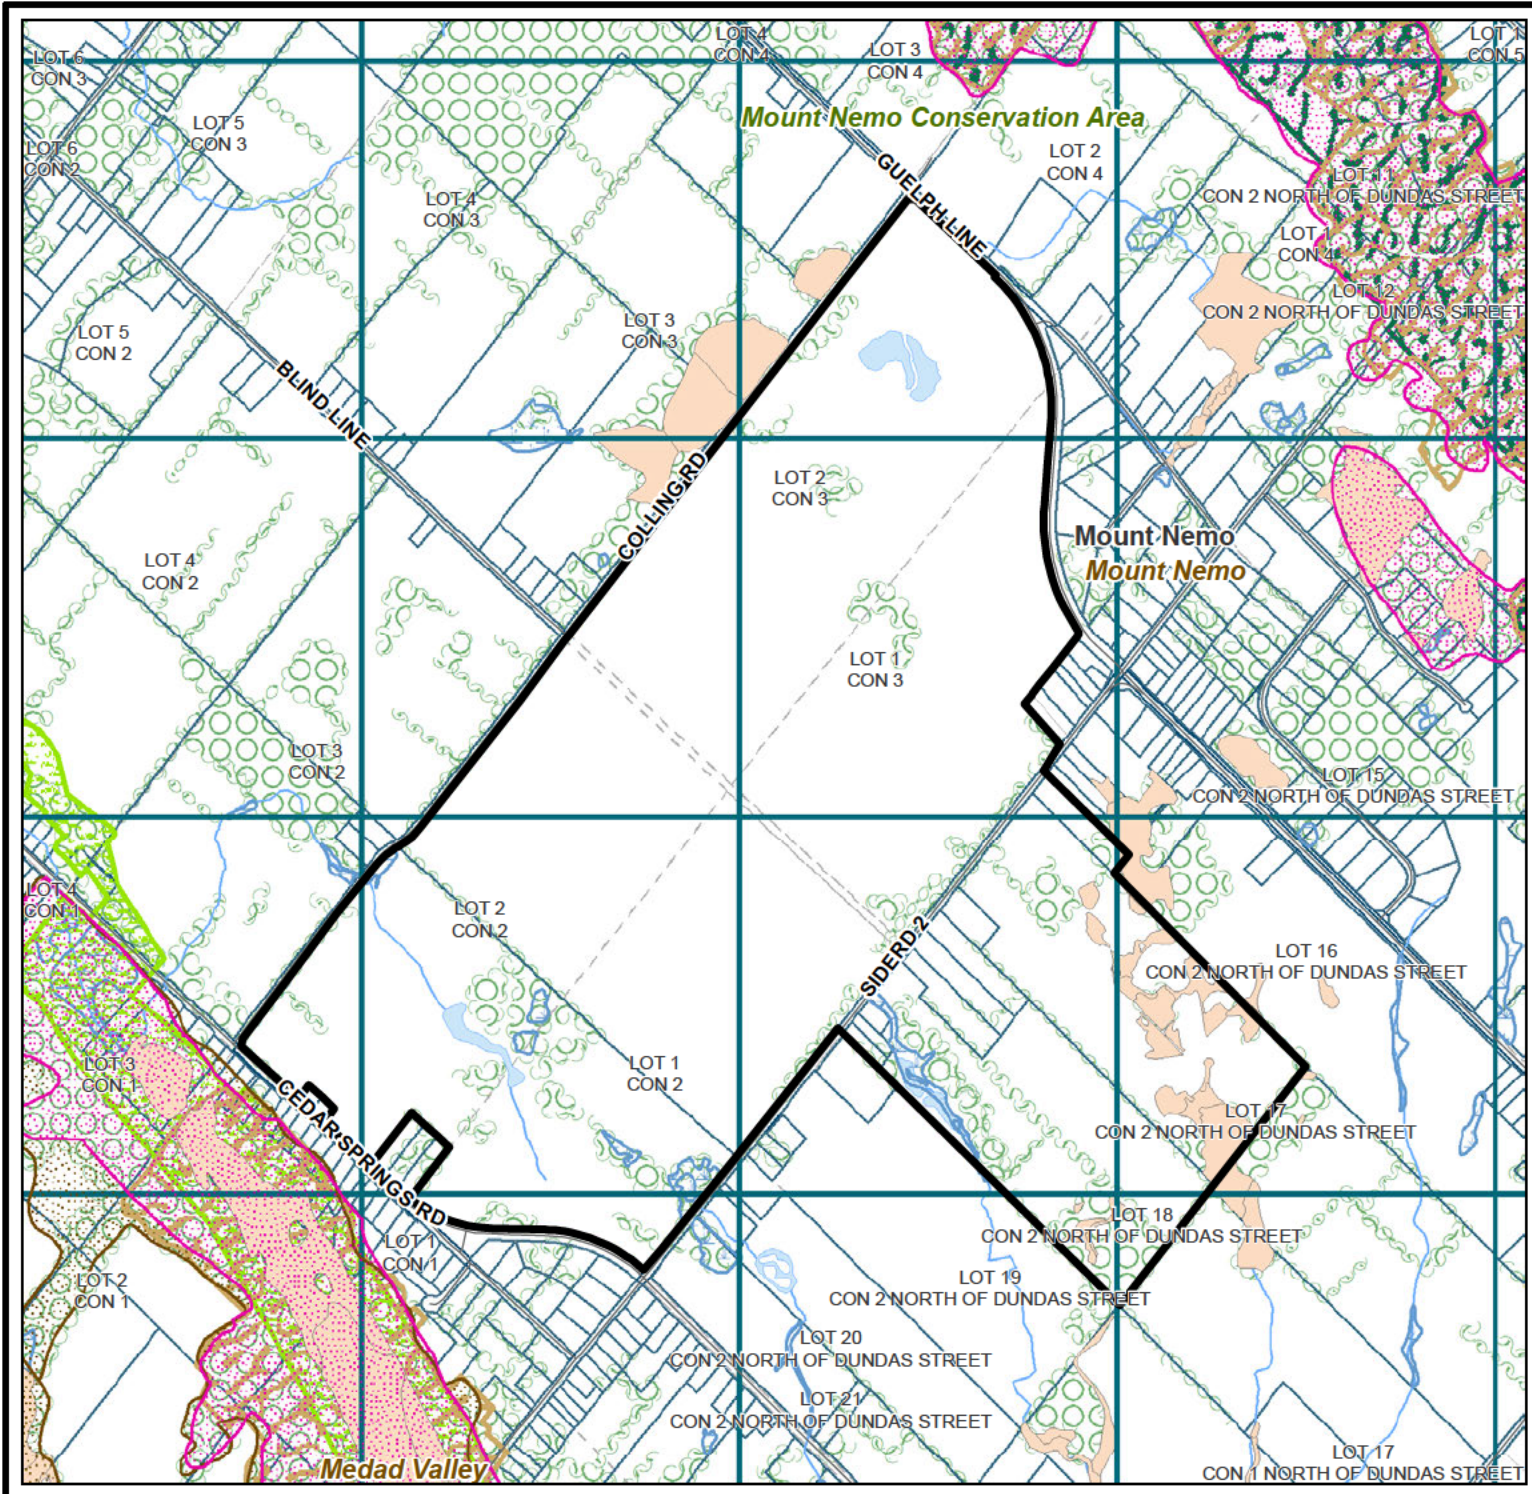 LOT 6
CON 3
LOT 4
CON 4
LOT 3
CON 4
LOT 1
CON 5
Mount Nemo Conservation Area
LOT 5
CON 3
LOT 6
CON 2
GUELPH LINE
LOT 2
CON 4
LOT 11
CON 2 NORTH OF DUNDAS STREET
LOT 4
CON 3
LOT 1
CON 4
LOT 12
CON 2 NORTH OF DUNDAS STREET
LOT 5
CON 2
LOT 3
CON 3
BLIND LINE
COLLING RD
LOT 2
CON 3
Mount Nemo
Mount Nemo
LOT 4
CON 2
LOT 1
CON 3
LOT 3
CON 2
LOT 15
CON 2 NORTH OF DUNDAS STREET
LOT 4
CON 1
LOT 2
CON 2
SIDERD 2
LOT 16
CON 2 NORTH OF DUNDAS STREET
LOT 3
CON 1
LOT 1
CON 2
CEDAR SPRINGS RD
LOT 17
CON 2 NORTH OF DUNDAS STREET
LOT 18
CON 2 NORTH OF DUNDAS STREET
LOT 1
CON 1
LOT 2
CON 1
LOT 19
CON 2 NORTH OF DUNDAS STREET
LOT 20
CON 2 NORTH OF DUNDAS STREET
LOT 21
CON 2 NORTH OF DUNDAS STREET
LOT 17
CON 1 NORTH OF DUNDAS STREET
Medad Valley